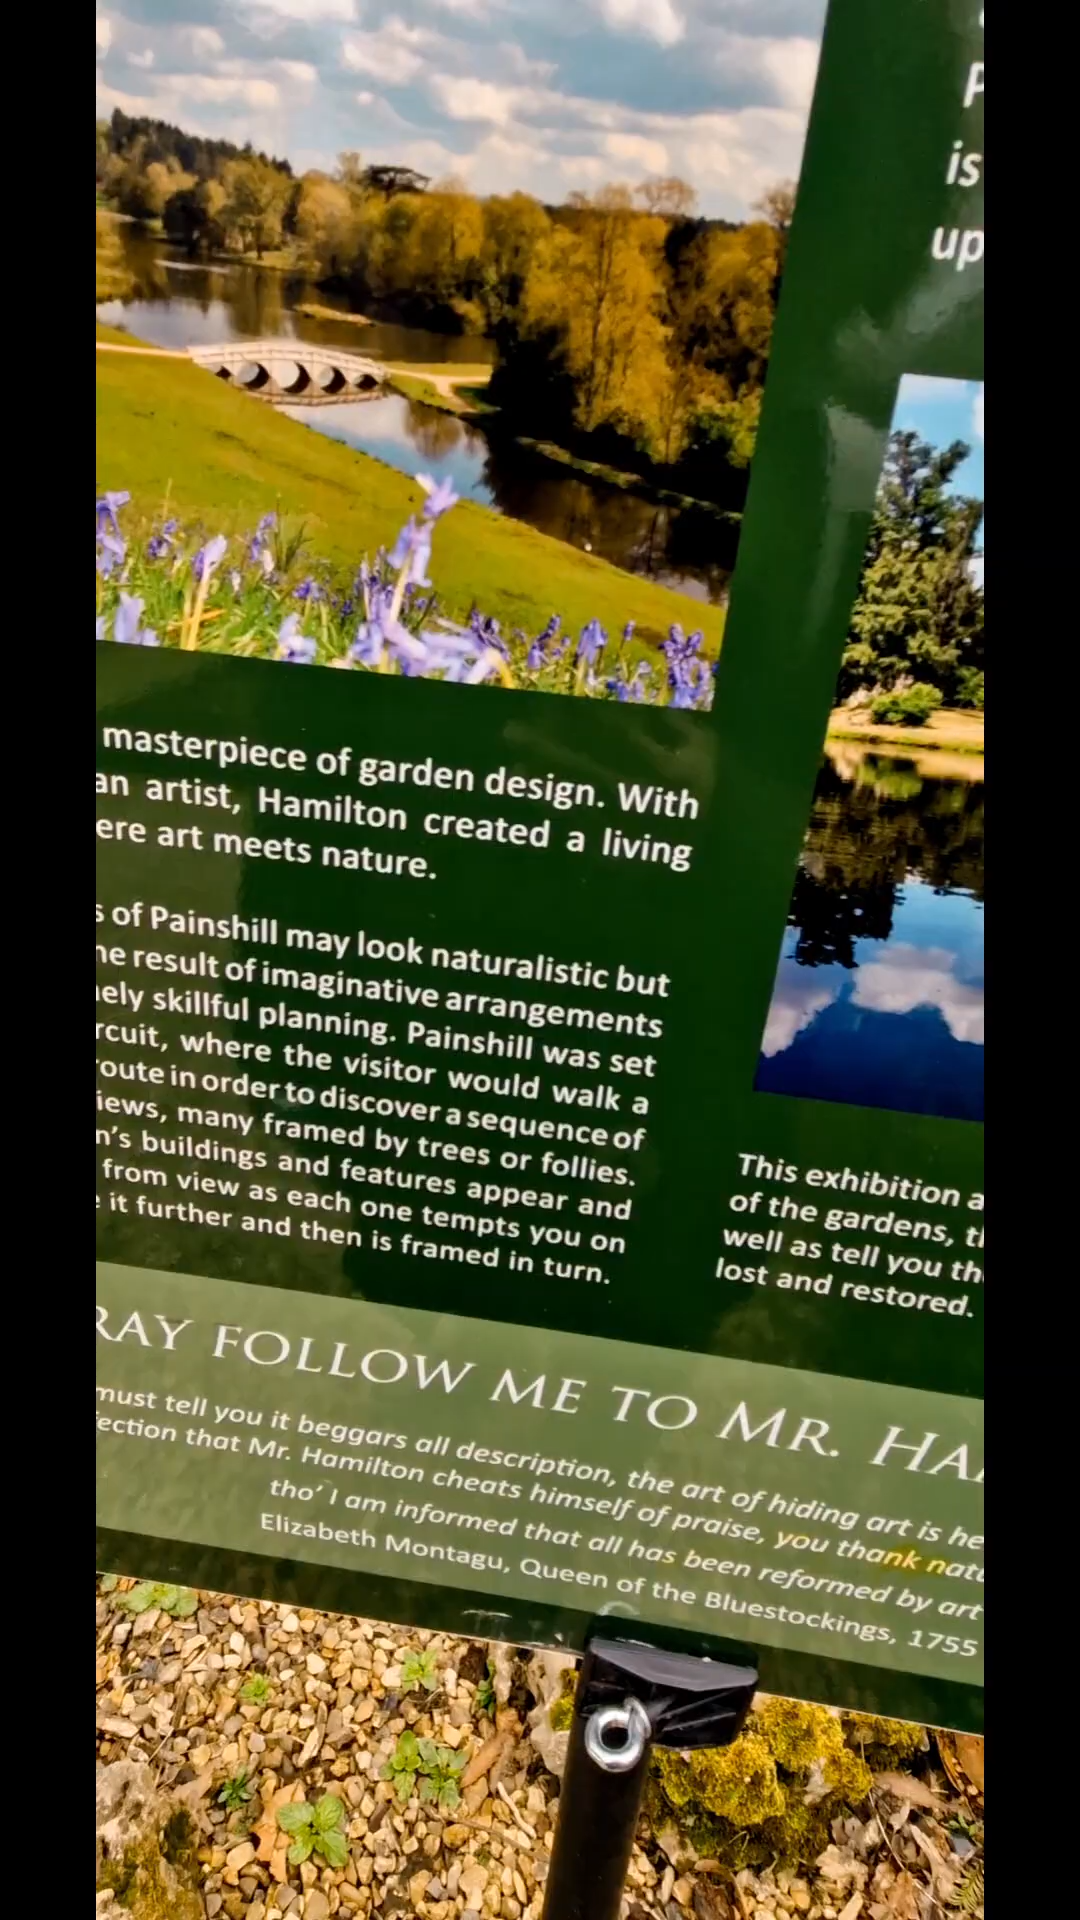 masterpiece of garden design. With
an artist, Hamilton created a living
ere art meets nature.
s of Painshill may look naturalistic but
he result of imaginative arrangements
nely skillful planning. Painshill was set
rcuit, where the visitor would walk a
route in order to discover a sequence of
iews, many framed by trees or follies.
n's buildings and features appear and
from view as each one tempts you on
e it further and then is framed in turn.
is
up
This exhibition a
of the gardens, th
well as tell you th
lost and restored.
RAY FOLLOW ME TO MR. HA
must tell you it beggars all description, the art of hiding art is he
ection that Mr. Hamilton cheats himself of praise, you thank natu
tho' I am informed that all has been reformed by art
Elizabeth Montagu, Queen of the Bluestockings, 1755